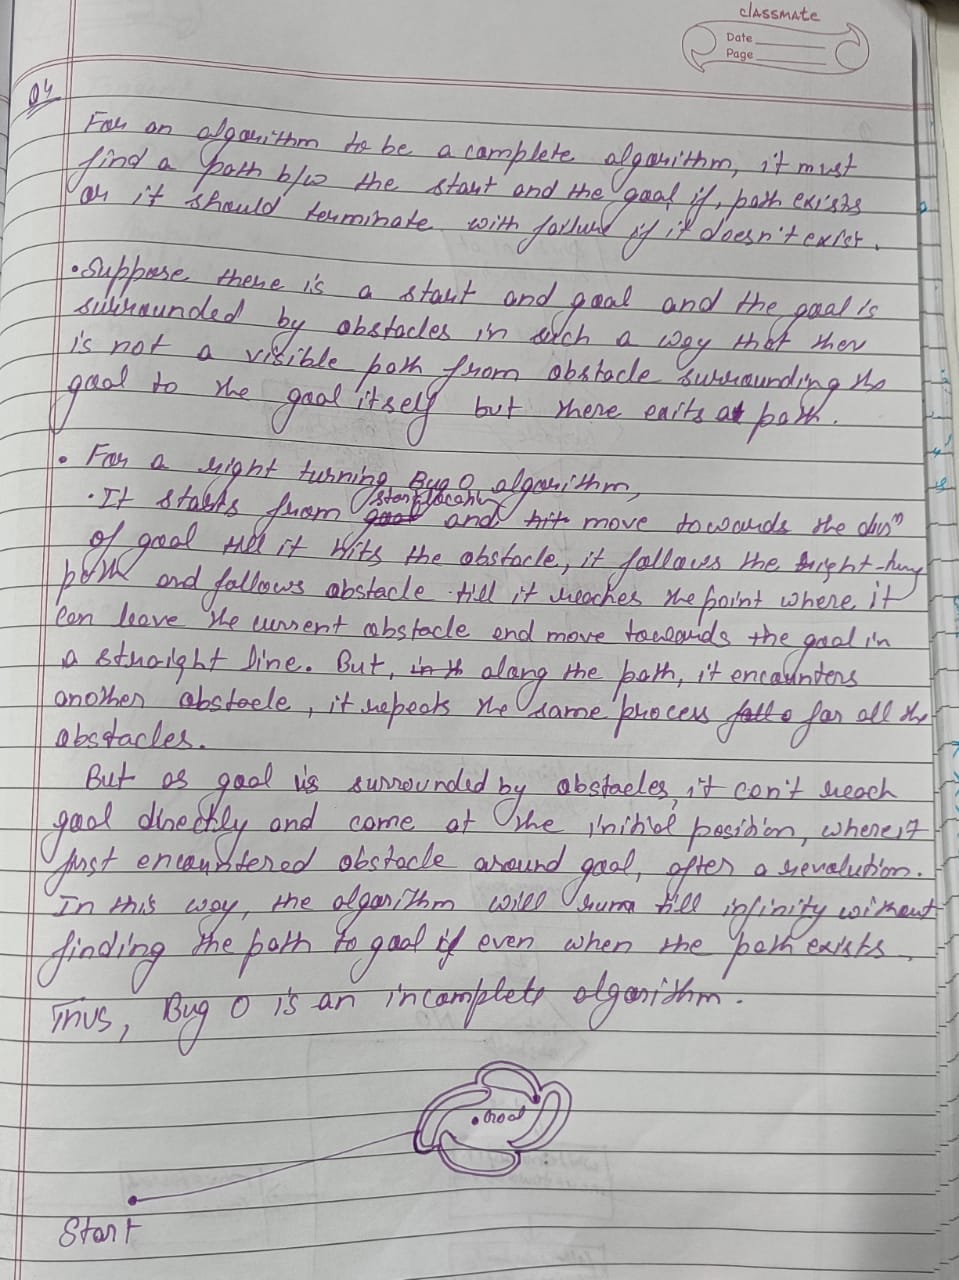 classmate
Date
Page
Q4
For an algorithm to be a complete algorithm, it must
find a path b/w the start and the goal if, path exists
or it should terminate with failure if it doesn't exist.
• Suppose there is a start and goal and the goal is
surrounded by obstacles in such a way that ther
is not a visible path from obstacle surrounding the
goal to the goal itself but there exits a path.
• For a right turning Bug 0 algorithm,
• It starts from start location and move towards the dirn
of goal till it hits the obstacle, it follows the right-turn
path and follows obstacle till it reaches the point where it
can leave the current obstacle and move towards the goal in
a straight line. But, along the path, it encounters
another obstacle, it repeats the same process for all the
obstacles.
But as goal is surrounded by obstacles, it can't reach
goal directly and come at the initial position, where it
first encountered obstacle around goal, after a revolution.
In this way, the algorithm will runn till infinity without
finding the path to goal even when the path exists.
Thus, Bug 0 is an incomplete algorithm.
Goal
Start